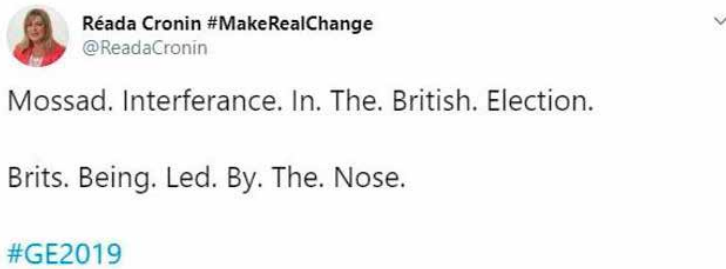 Réada Cronin #MakeRealChange
@ReadaCronin
Mossad. Interferance. In. The. British. Election.
Brits. Being. Led. By. The. Nose.
#GE2019